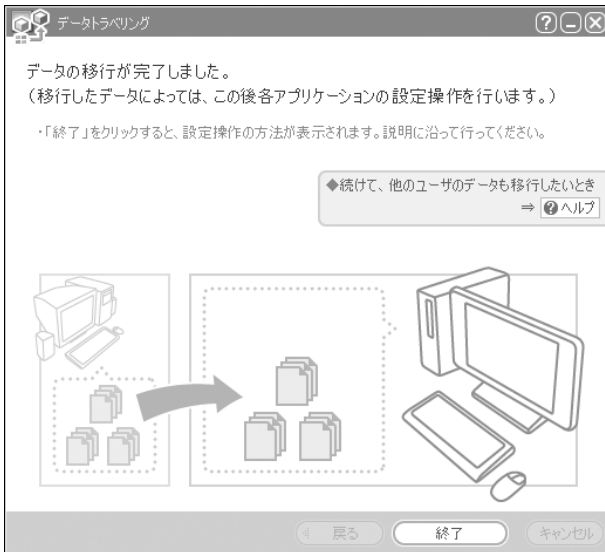 データトラベリング
データの移行が完了しました。
（移行したデータによっては、この後各アプリケーションの設定操作を行います。）
・「終了」をクリックすると、設定操作の方法が表示されます。説明に沿って行ってください。
◆続けて、他のユーザのデータも移行したいとき
⇒ ?ヘルプ
戻る 終了 キャンセル